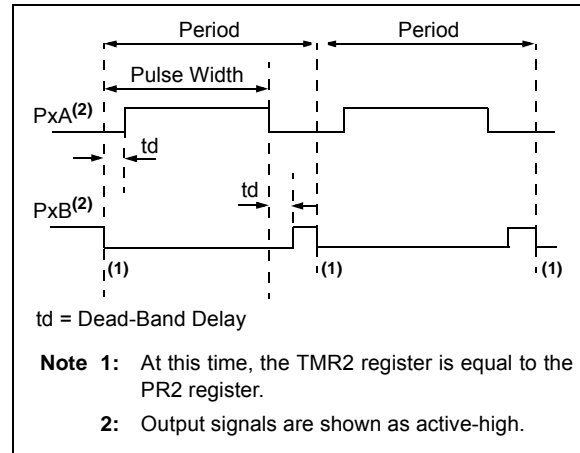 Period Period
Pulse Width
PxA(2)
td
td
PxB(2)
(1) (1) (1)
td = Dead-Band Delay
Note 1: At this time, the TMR2 register is equal to the
PR2 register.
2: Output signals are shown as active-high.